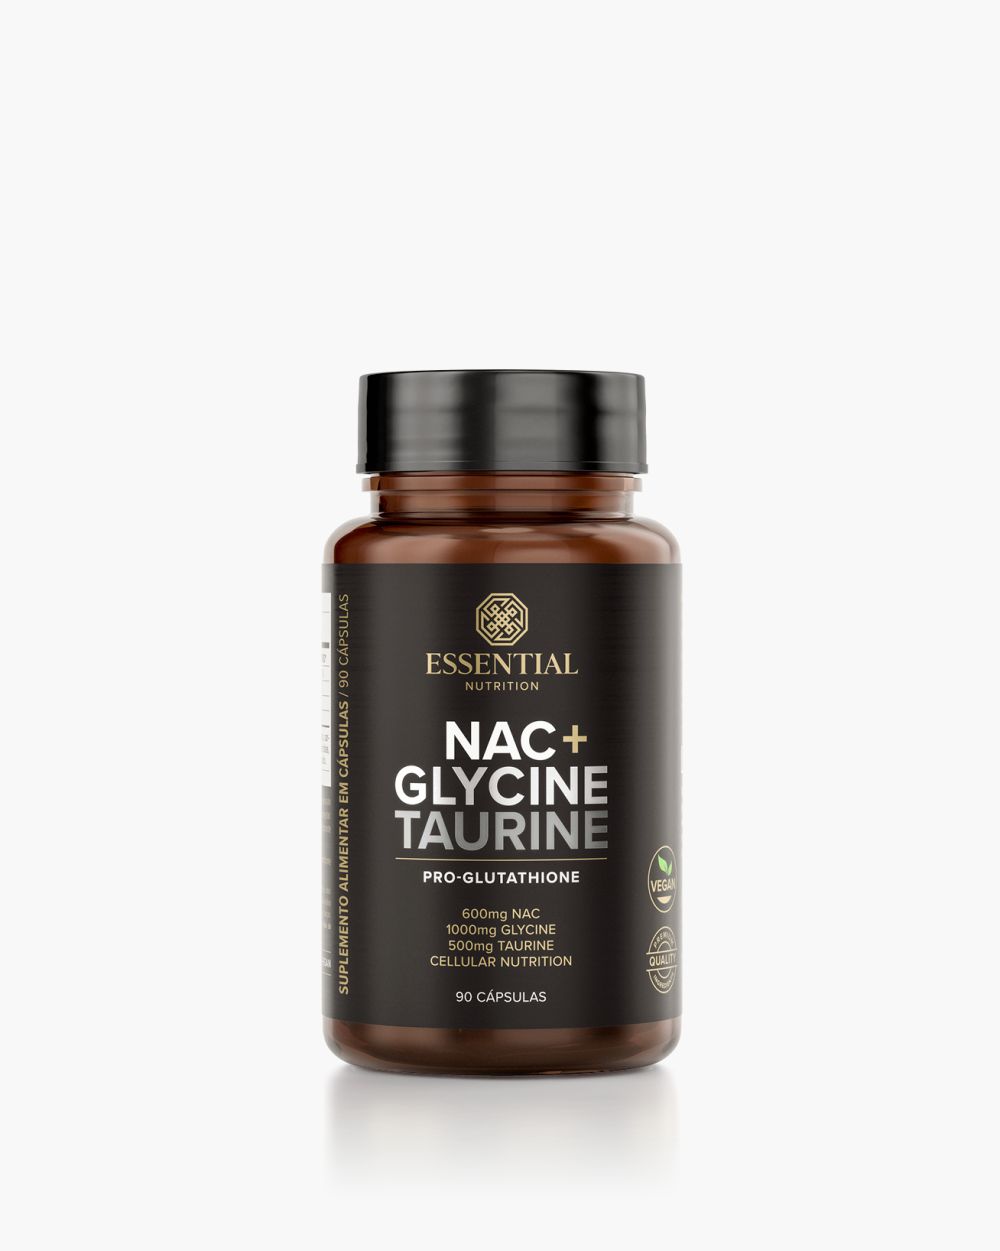 ESSENTIAL
NUTRITION
NAC+
GLYCINE
TAURINE
PRO-GLUTATHIONE
600mg NAC
1000mg GLYCINE
500mg TAURINE
CELLULAR NUTRITION
90 CÁPSULAS
SUPLEMENTO ALIMENTAR EM CÁPSULAS / 90 CÁPSULAS
VEGAN
PREMIUM
QUALITY